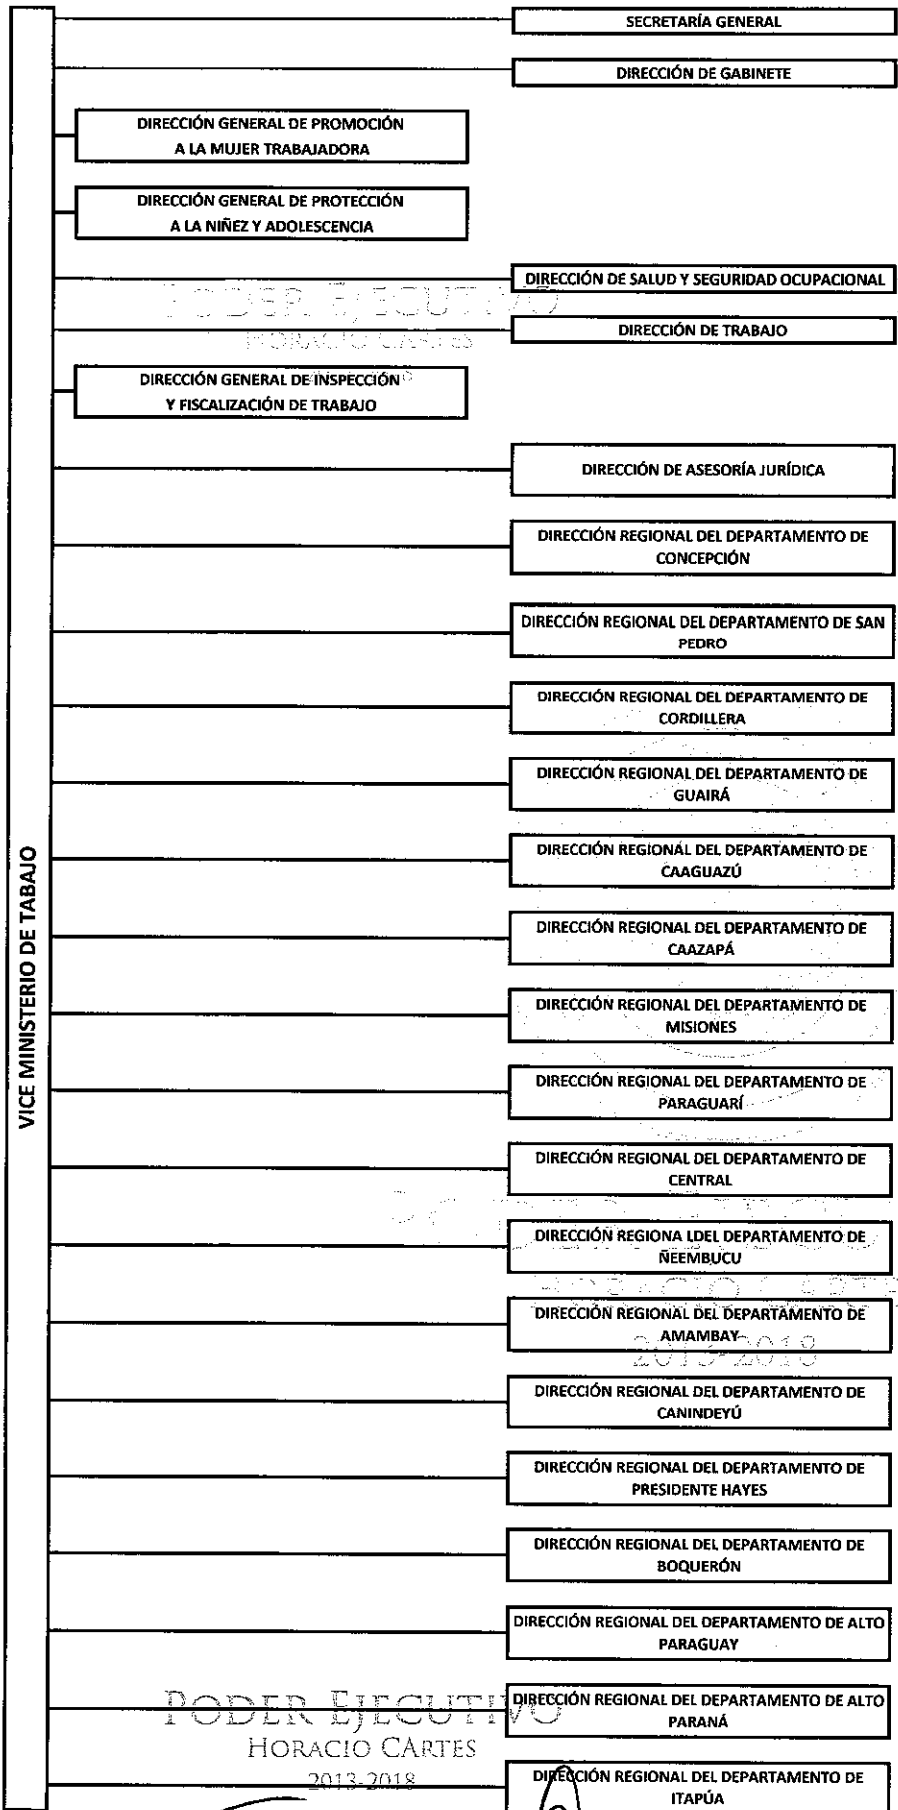 SECRETARÍA GENERAL
DIRECCIÓN DE GABINETE
DIRECCIÓN GENERAL DE PROMOCIÓN
A LA MUJER TRABAJADORA
DIRECCIÓN GENERAL DE PROTECCIÓN
A LA NIÑEZ Y ADOLESCENCIA
DIRECCIÓN DE SALUD Y SEGURIDAD OCUPACIONAL
PODER EJECUTIVO
DIRECCIÓN DE TRABAJO
HORACIO CARTES
DIRECCIÓN GENERAL DE INSPECCIÓN
Y FISCALIZACIÓN DE TRABAJO
DIRECCIÓN DE ASESORÍA JURÍDICA
DIRECCIÓN REGIONAL DEL DEPARTAMENTO DE
CONCEPCIÓN
DIRECCIÓN REGIONAL DEL DEPARTAMENTO DE SAN
PEDRO
DIRECCIÓN REGIONAL DEL DEPARTAMENTO DE
CORDILLERA
DIRECCIÓN REGIONAL DEL DEPARTAMENTO DE
GUAIRÁ
DIRECCIÓN REGIONAL DEL DEPARTAMENTO DE
CAAGUAZÚ
VICE MINISTERIO DE TABAJO
DIRECCIÓN REGIONAL DEL DEPARTAMENTO DE
CAAZAPÁ
DIRECCIÓN REGIONAL DEL DEPARTAMENTO DE
MISIONES
DIRECCIÓN REGIONAL DEL DEPARTAMENTO DE
PARAGUARÍ
DIRECCIÓN REGIONAL DEL DEPARTAMENTO DE
CENTRAL
DIRECCIÓN REGIONA LDEL DEPARTAMENTO DE
ÑEEMBUCU
DIRECCIÓN REGIONAL DEL DEPARTAMENTO DE
AMAMBAY
2013-2018
DIRECCIÓN REGIONAL DEL DEPARTAMENTO DE
CANINDEYÚ
DIRECCIÓN REGIONAL DEL DEPARTAMENTO DE
PRESIDENTE HAYES
DIRECCIÓN REGIONAL DEL DEPARTAMENTO DE
BOQUERÓN
DIRECCIÓN REGIONAL DEL DEPARTAMENTO DE ALTO
PARAGUAY
DIRECCIÓN REGIONAL DEL DEPARTAMENTO DE ALTO
PARANÁ
PODER EJECUTIVO
HORACIO CARTES
2013-2018
DIRECCIÓN REGIONAL DEL DEPARTAMENTO DE
ITAPÚA